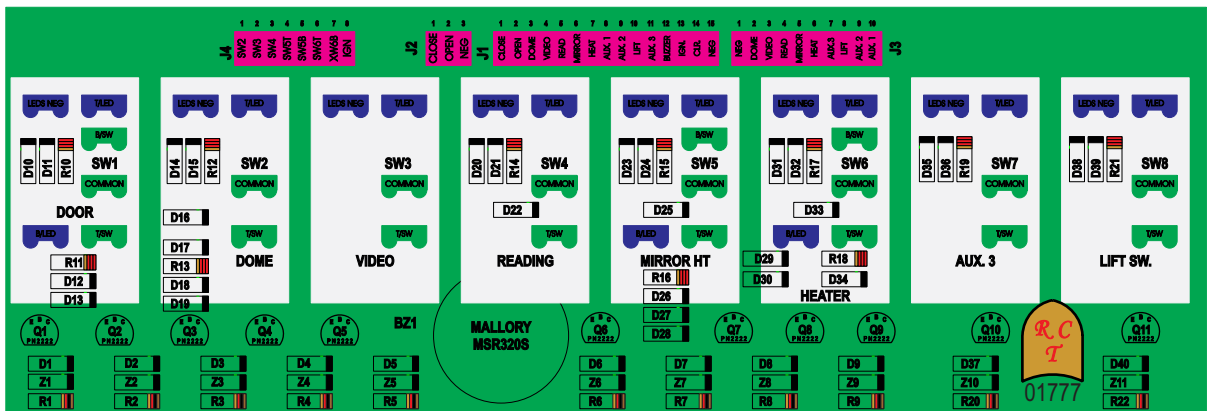 1 2 3 4 5 6 7 8
J4 SW2 SW3 SW4 SW5T SW5B SW6T XW6B IGN
1 2 3
J2 CLOSE OPEN NEG
1 2 3 4 5 6 7 8 9 10 11 12 13 14 15
J1 CLOSE OPEN DOME VIDEO READ MIRROR HEAT AUX. 1 AUX. 2 LIFT AUX. 3 BUZZER IGN. CLR. NEG
1 2 3 4 5 6 7 8 9 10
NEG DOME VIDEO READ MIRROR HEAT AUX.3 LIFT AUX. 2 AUX. 1 J3
LEDS NEG T/LED
B/SW
D10 D11 R10 SW1
COMMON
DOOR
B/LED T/SW
R11
D12
D13
LEDS NEG T/LED
D14 D15 R12 SW2
COMMON
D16
D17 T/SW
R13 DOME
D18
D19
T/LED
SW3
COMMON
T/SW
VIDEO
LEDS NEG T/LED
D20 D21 R14 SW4
COMMON
D22
T/SW
READING
LEDS NEG T/LED
B/SW
D23 D24 R15 SW5
COMMON
D25
B/LED T/SW
MIRROR HT
R16
D26
D27
D28
LEDS NEG T/LED
B/SW
D31 D32 R17 SW6
COMMON
D33
B/LED T/SW
D29 R18
D30 D34
HEATER
LEDS NEG T/LED
D35 D36 R19 SW7
COMMON
T/SW
AUX. 3
LEDS NEG T/LED
D38 D39 R21 SW8
COMMON
T/SW
LIFT SW.
E B C
Q1
PN2222
E B C
Q2
PN2222
E B C
Q3
PN2222
E B C
Q4
PN2222
E B C
Q5
PN2222
BZ1
MALLORY
MSR320S
E B C
Q6
PN2222
E B C
Q7
PN2222
E B C
Q8
PN2222
E B C
Q9
PN2222
E B C
Q10
PN2222
R C
T
01777
E B C
Q11
PN2222
D1 D2 D3 D4 D5 D6 D7 D8 D9 D37 D40
Z1 Z2 Z3 Z4 Z5 Z6 Z7 Z8 Z9 Z10 Z11
R1 R2 R3 R4 R5 R6 R7 R8 R9 R20 R22